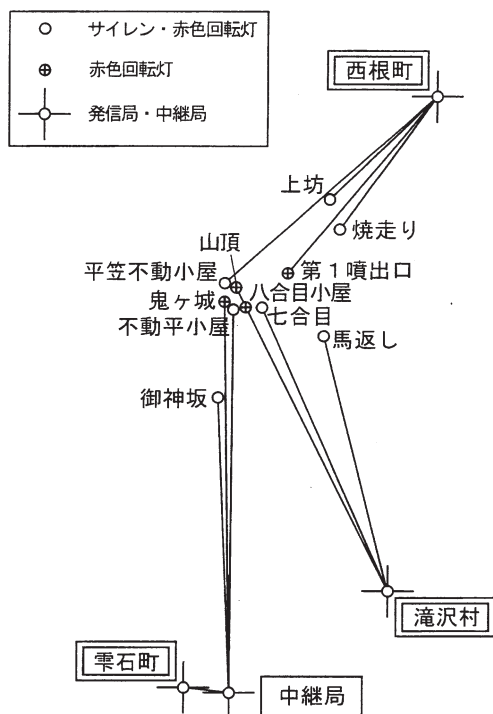 サイレン・赤色回転灯
赤色回転灯
発信局・中継局
西根町
上坊
焼走り
山頂
第1噴出口
平笠不動小屋
八合目小屋
鬼ヶ城
七合目
不動平小屋
馬返し
御神坂
滝沢村
雫石町
中継局